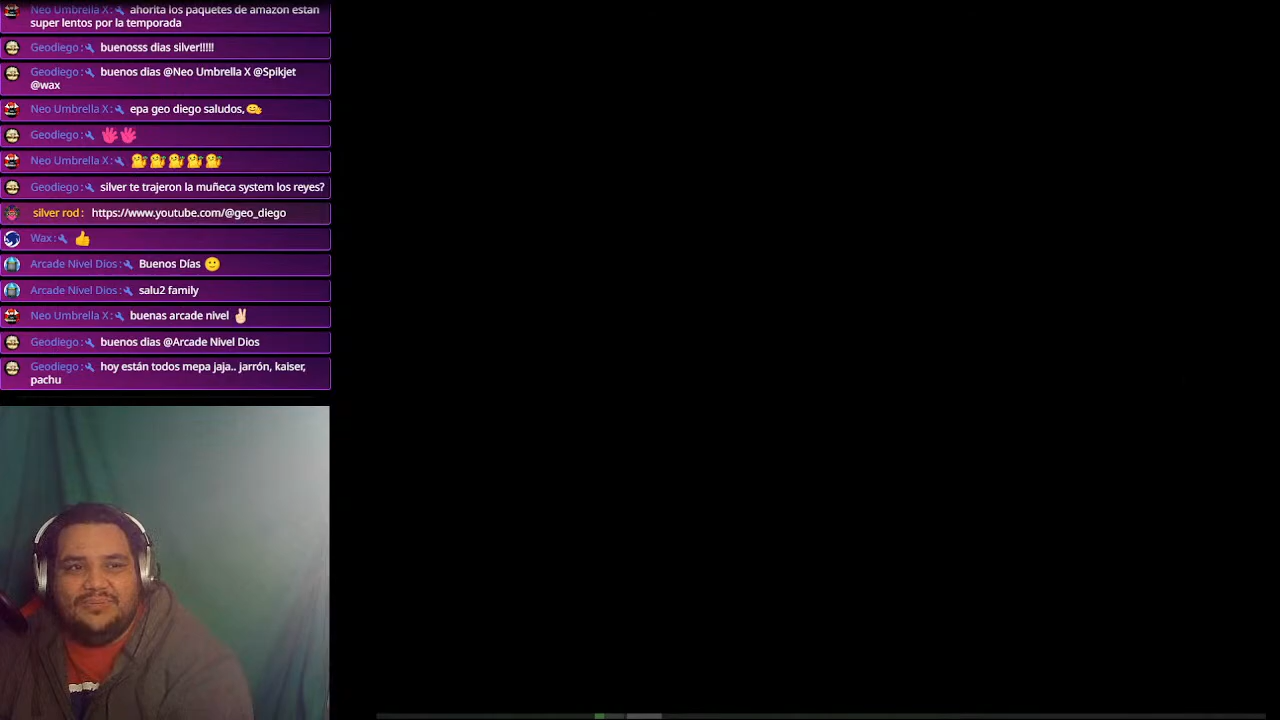 Neo Umbrella X: ahorita los paquetes de amazon estan
super lentos por la temporada
Geodiego: buenosss dias silver!!!!!
Geodiego: buenos dias @Neo Umbrella X @Spikjet
@wax
Neo Umbrella X: epa geo diego saludos,
Geodiego:
Neo Umbrella X:
Geodiego: silver te trajeron la muñeca system los reyes?
silver rod: https://www.youtube.com/@geo_diego
Wax:
Arcade Nivel Dios: Buenos Días
Arcade Nivel Dios: salu2 family
Neo Umbrella X: buenas arcade nivel
Geodiego: buenos dias @Arcade Nivel Dios
Geodiego: hoy están todos mepa jaja.. jarrón, kaiser,
pachu